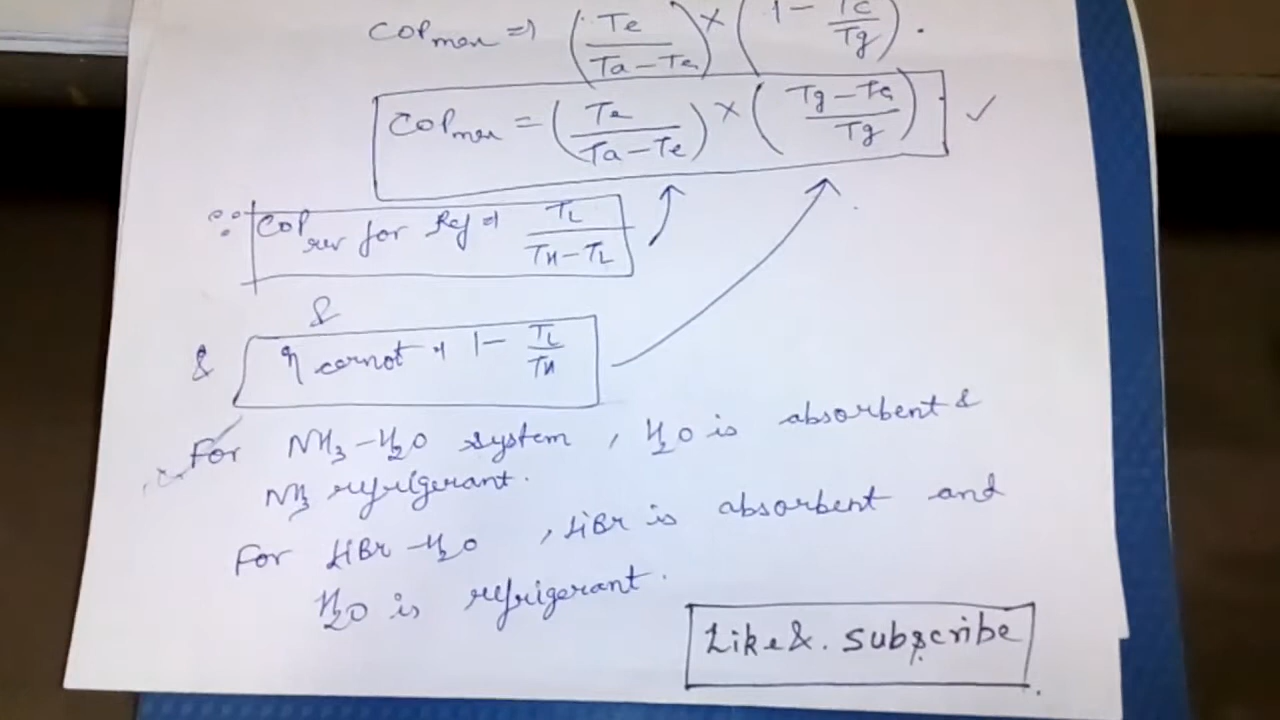 COPmax => (Te / Ta - Te) × (1 - Tc / Tg).
COPmax = (Te / Ta - Te) × (Tg - Ta / Tg) ✓
∵ COPrev for Ref => TL / TH - TL
&
& η cornot => 1 - TL / TH
For NH3 - H2O system, H2O is absorbent &
NH3 refrigerant.
For LiBr - H2O, LiBr is absorbent and
H2O is refrigerant.
Like &. Subscribe